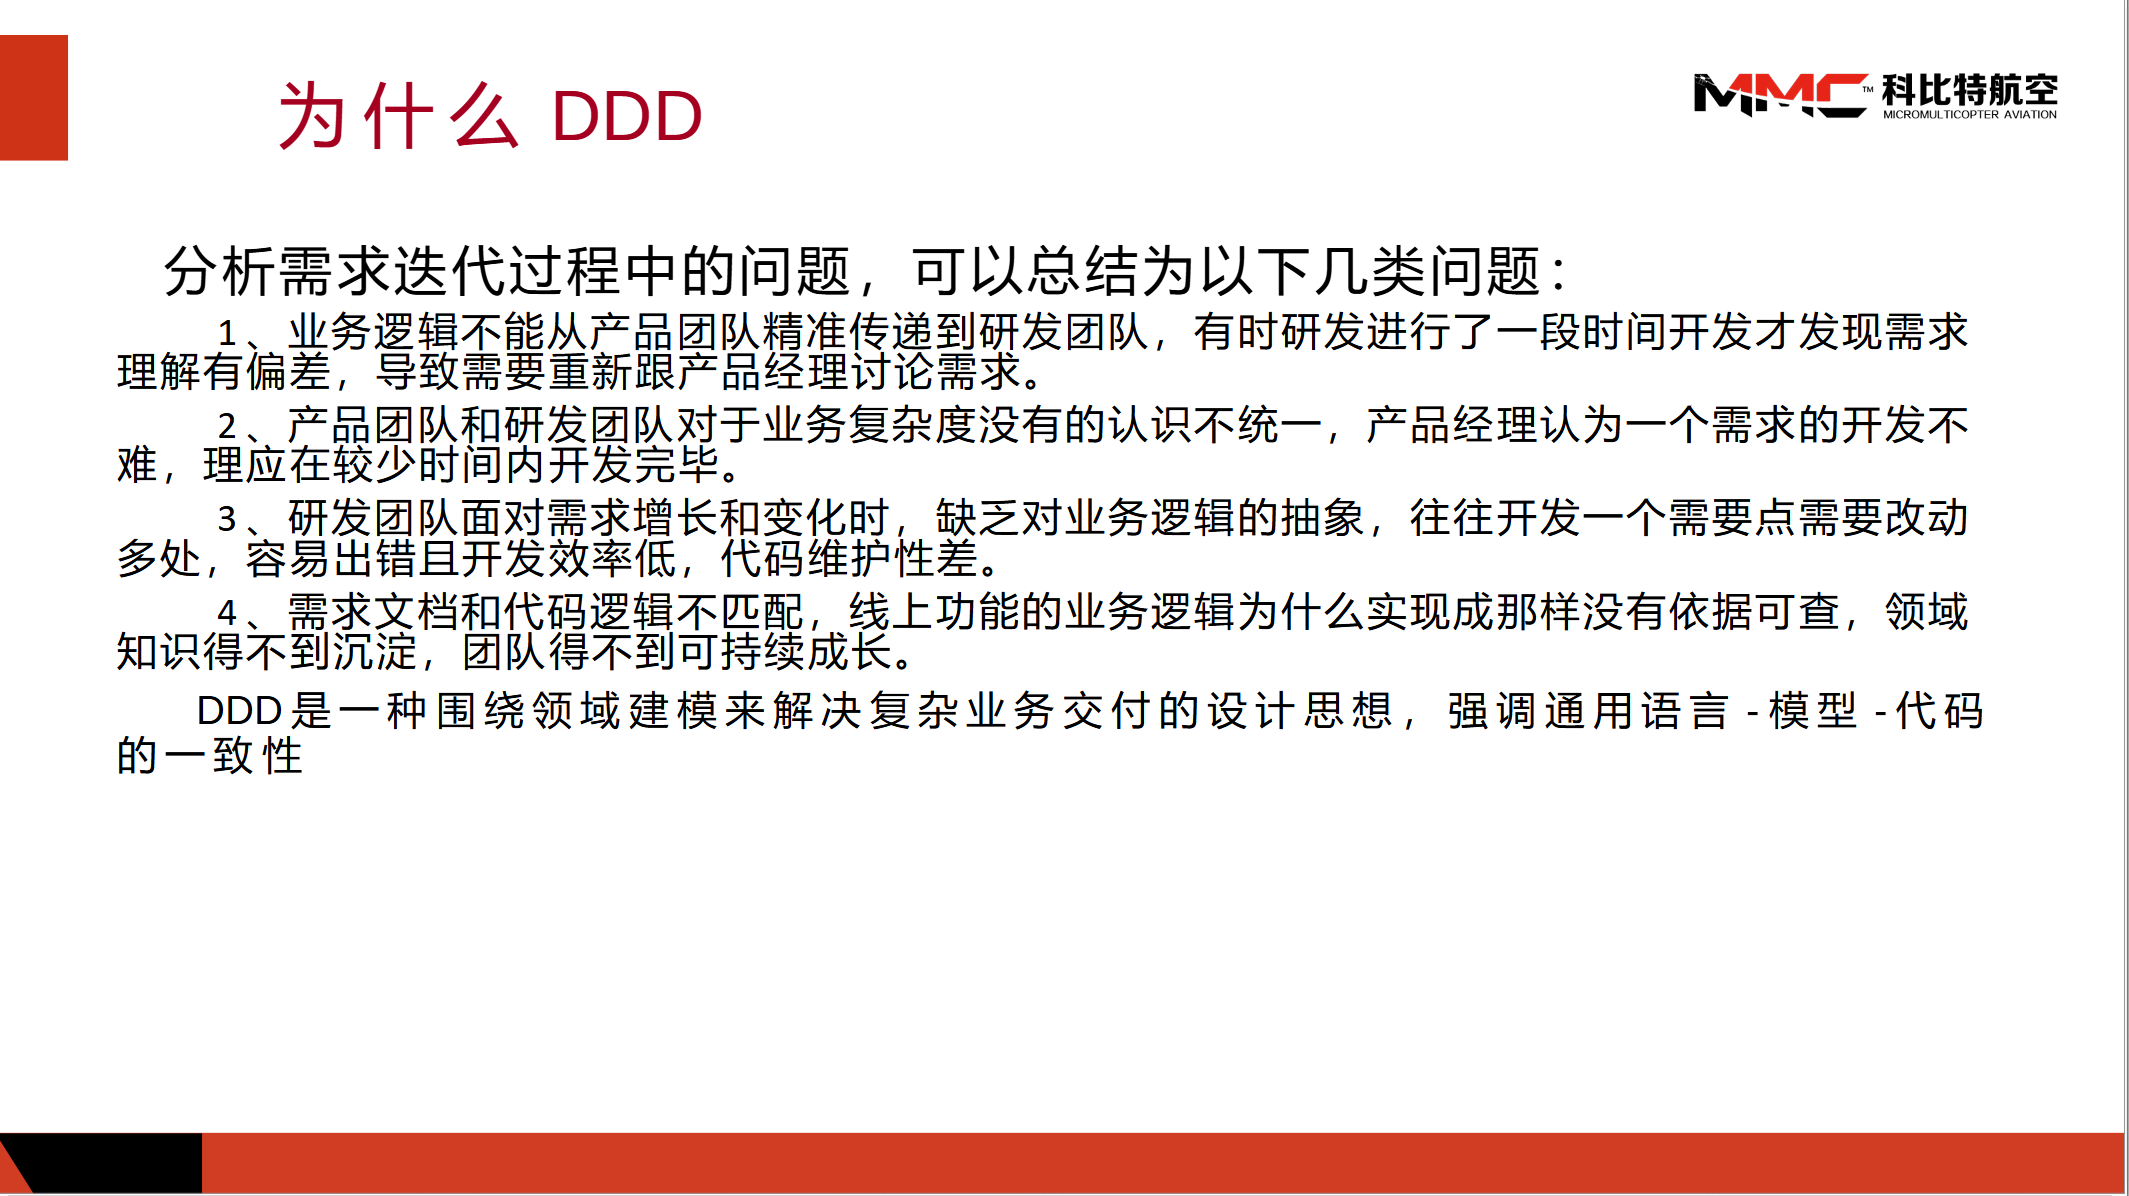 为什么 DDD
MMC™ 科比特航空
MICROMULTICOPTER AVIATION
分析需求迭代过程中的问题，可以总结为以下几类问题：
1、业务逻辑不能从产品团队精准传递到研发团队，有时研发进行了一段时间开发才发现需求
理解有偏差，导致需要重新跟产品经理讨论需求。
2、产品团队和研发团队对于业务复杂度没有的认识不统一，产品经理认为一个需求的开发不
难，理应在较少时间内开发完毕。
3、研发团队面对需求增长和变化时，缺乏对业务逻辑的抽象，往往开发一个需要点需要改动
多处，容易出错且开发效率低，代码维护性差。
4、需求文档和代码逻辑不匹配，线上功能的业务逻辑为什么实现成那样没有依据可查，领域
知识得不到沉淀，团队得不到可持续成长。
DDD是一种围绕领域建模来解决复杂业务交付的设计思想，强调通用语言-模型-代码
的一致性